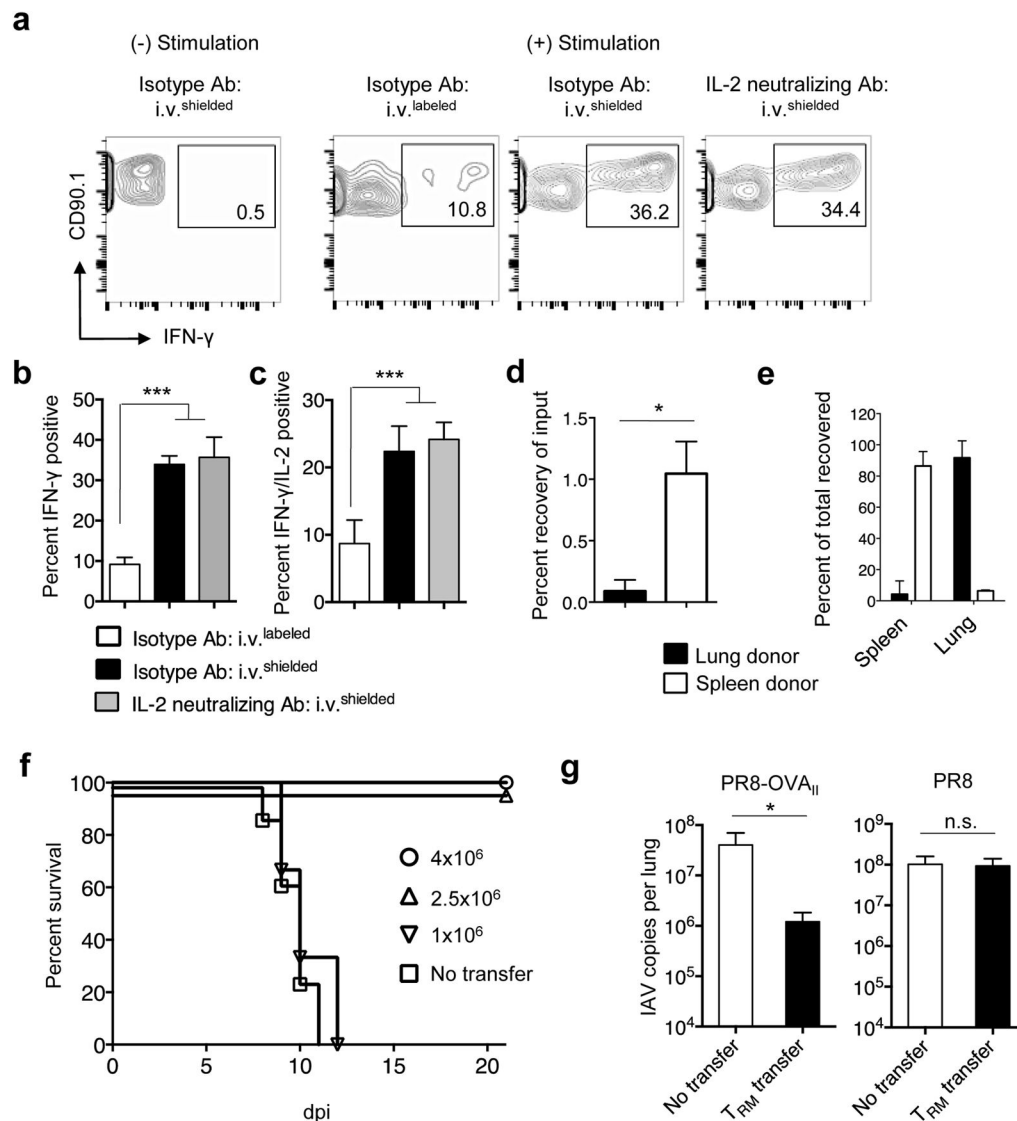 a
(-) Stimulation
(+) Stimulation
Isotype Ab:
i.v.shielded
Isotype Ab:
i.v.labeled
Isotype Ab:
i.v.shielded
IL-2 neutralizing Ab:
i.v.shielded
CD90.1
0.5
10.8
36.2
34.4
IFN-γ
b
Percent IFN-γ positive
50
40
30
20
10
0
***
c
Percent IFN-γ/IL-2 positive
30
20
10
0
***
Isotype Ab: i.v.labeled
Isotype Ab: i.v.shielded
IL-2 neutralizing Ab: i.v.shielded
d
Percent recovery of input
1.5
1.0
0.5
0.0
*
e
Percent of total recovered
120
100
80
60
40
20
0
Spleen
Lung
Lung donor
Spleen donor
f
Percent survival
100
80
60
40
20
0
0
5
10
15
20
dpi
4x10⁶
2.5x10⁶
1x10⁶
No transfer
g
PR8-OVAII
IAV copies per lung
10⁸
10⁷
10⁶
10⁵
10⁴
*
No transfer
TRM transfer
PR8
10⁹
10⁸
10⁷
10⁶
10⁵
10⁴
n.s.
No transfer
TRM transfer